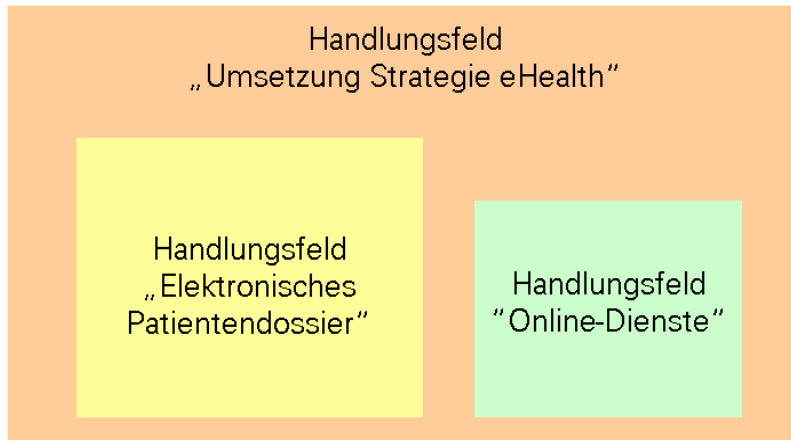 Handlungsfeld
„Umsetzung Strategie eHealth“
Handlungsfeld
„Elektronisches
Patientendossier“
Handlungsfeld
“Online-Dienste“